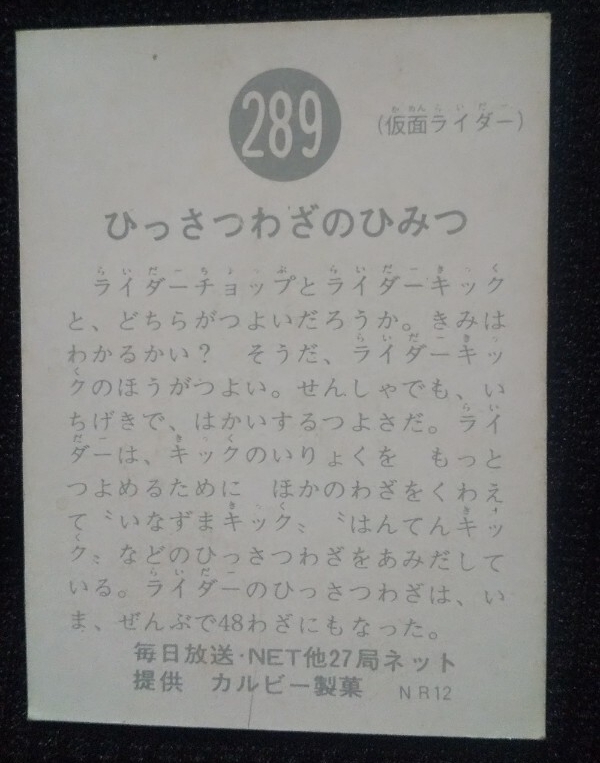 289
(仮面ライダー)
ひっさつわざのひみつ
ライダーチョップとライダーキック
と、どちらがつよいだろうか。きみは
わかるかい？　そうだ、ライダーキッ
クのほうがつよい。せんしゃでも、い
ちげきで、はかいするつよさだ。ライ
ダーは、キックのいりょくを　もっと
つよめるために　ほかのわざをくわえ
て〝いなずまキック〟〝はんてんキッ
ク〟などのひっさつわざをあみだして
いる。ライダーのひっさつわざは、い
ま、ぜんぶで48わざにもなった。
毎日放送・NET他27局ネット
提供　カルビー製菓　NR12